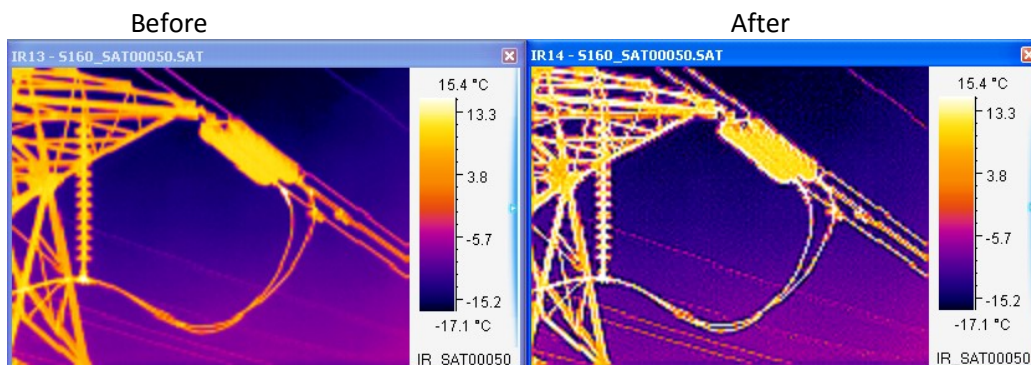 Before
After
IR13 - S160_SAT00050.SAT
IR14 - S160_SAT00050.SAT
15.4 °C
13.3
3.8
-5.7
-15.2
-17.1 °C
IR_SAT00050
15.4 °C
13.3
3.8
-5.7
-15.2
-17.1 °C
IR_SAT00050